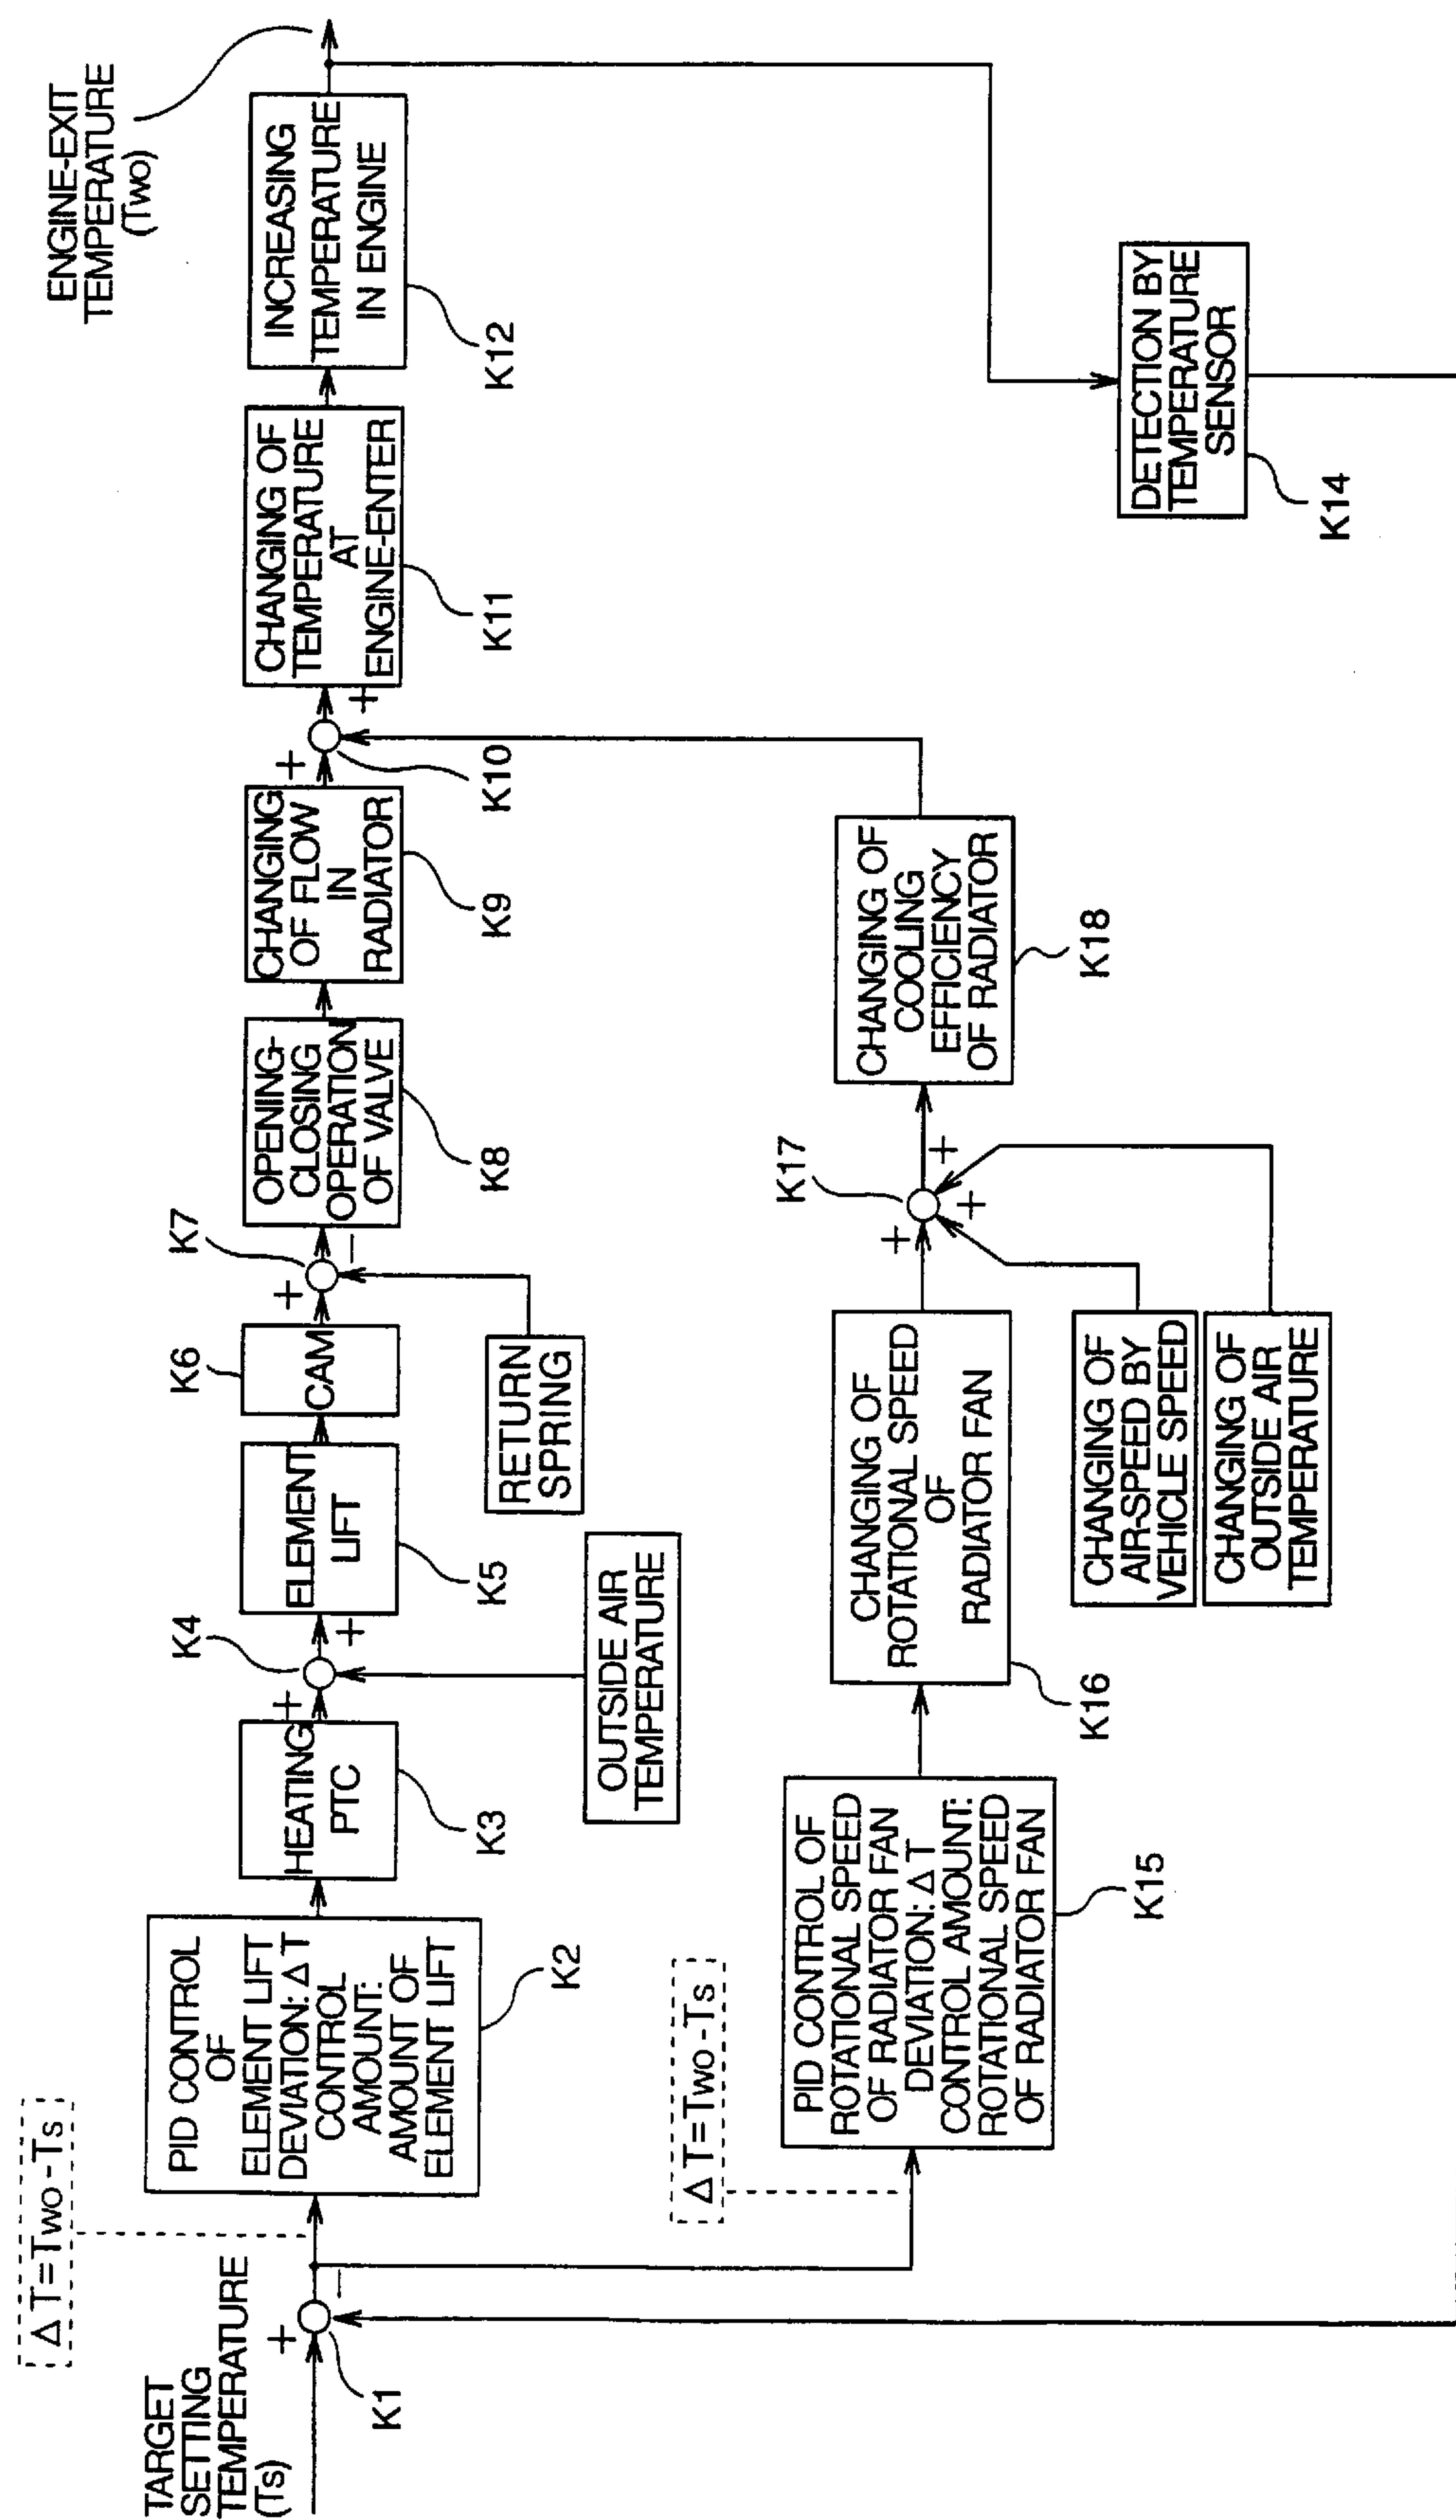 TARGET
SETTING
TEMPERATURE
(Ts)
+
−
K1
Δ T=Two-Ts
PID CONTROL
OF
ELEMENT LIFT
DEVIATION: Δ T
CONTROL
AMOUNT:
AMOUNT OF
ELEMENT LIFT
K2
HEATING
PTC
K3
+
+
K4
OUTSIDE AIR
TEMPERATURE
ELEMENT
LIFT
K5
CAM
K6
RETURN
SPRING
+
−
K7
OPENING-
CLOSING
OPERATION
OF VALVE
K8
CHANGING
OF FLOW
IN
RADIATOR
K9
+
+
K10
CHANGING OF
TEMPERATURE
AT
ENGINE-ENTER
K11
INCREASING
TEMPERATURE
IN ENGINE
K12
ENGINE-EXIT
TEMPERATURE
(Two)
Δ T=Two-Ts
PID CONTROL OF
ROTATIONAL SPEED
OF RADIATOR FAN
DEVIATION: Δ T
CONTROL AMOUNT:
ROTATIONAL SPEED
OF RADIATOR FAN
K15
CHANGING OF
ROTATIONAL SPEED
OF
RADIATOR FAN
K16
CHANGING OF
AIR-SPEED BY
VEHICLE SPEED
CHANGING OF
OUTSIDE AIR
TEMPERATURE
+
+
+
K17
CHANGING OF
COOLING
EFFICIENCY
OF RADIATOR
K18
DETECTION BY
TEMPERATURE
SENSOR
K14